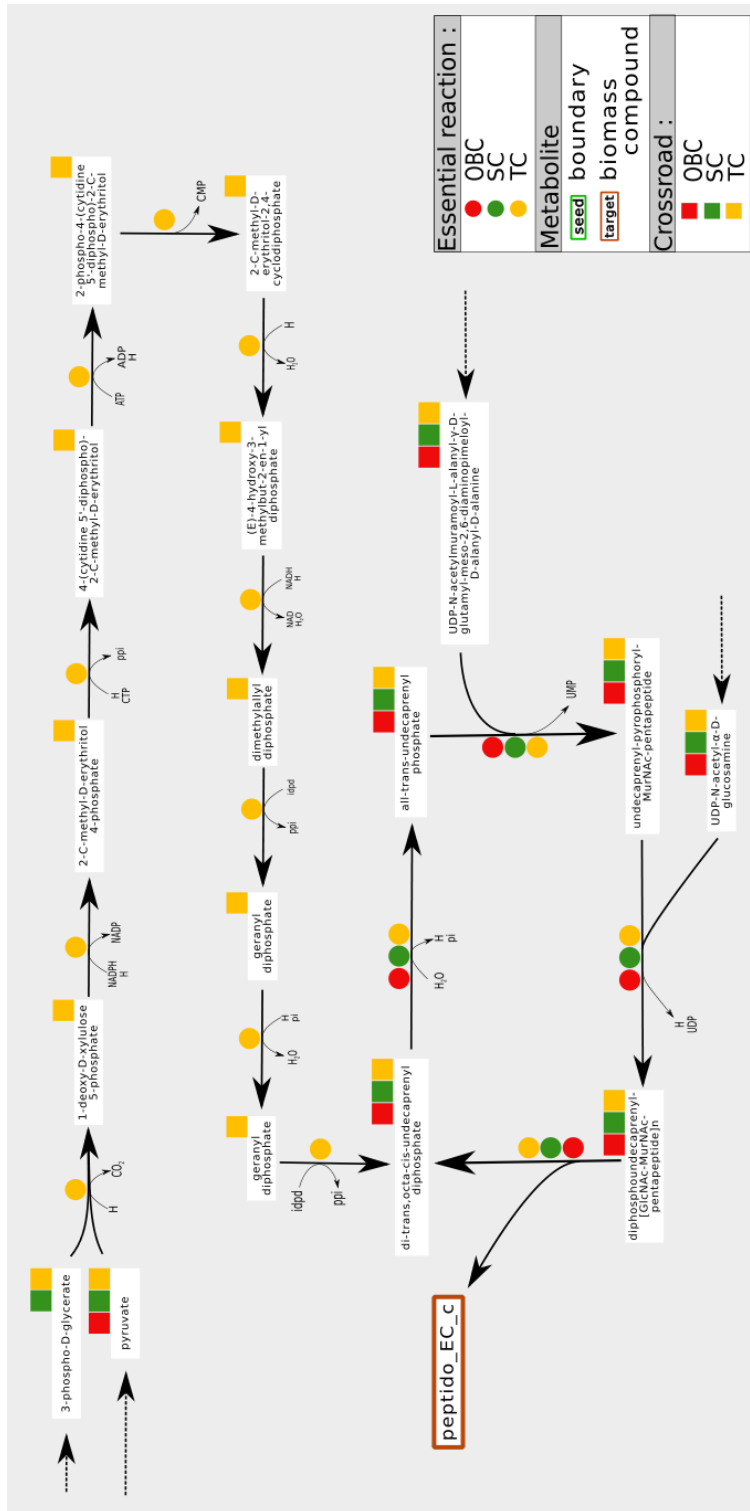 3-phospho-D-glycerate
pyruvate
H
CO2
1-deoxy-D-xylulose
5-phosphate
NADPH
H
NADP
2-C-methyl-D-erythritol
4-phosphate
H
CTP
ppi
4-(cytidine 5'-diphospho)-
2-C-methyl-D-erythritol
ATP
ADP
H
2-phospho-4-(cytidine
5'-diphospho)-2-C-
methyl-D-erythritol
CMP
2-C-methyl-D-
erythritol-2,4-
cyclodiphosphate
H
H2O
(E)-4-hydroxy-3-
methylbut-2-en-1-yl
diphosphate
NADH
H
NAD
H2O
dimethylallyl
diphosphate
idpd
ppi
geranyl
diphosphate
H
pi
H2O
geranyl
diphosphate
idpd
ppi
di-trans,octa-cis-undecaprenyl
diphosphate
H2O
H
pi
all-trans-undecaprenyl
phosphate
UDP-N-acetylmuramoyl-L-alanyl-γ-D-
glutamyl-meso-2,6-diaminopimeloyl-
D-alanyl-D-alanine
UMP
undecaprenyl-pyrophosphoryl-
MurNAc-pentapeptide
UDP-N-acetyl-α-D-
glucosamine
H
UDP
diphosphoundecaprenyl-
[GlcNAc-MurNAc-
pentapeptide]n
peptido_EC_c
Essential reaction :
OBC
SC
TC
Metabolite
seed boundary
target biomass
compound
Crossroad :
OBC
SC
TC